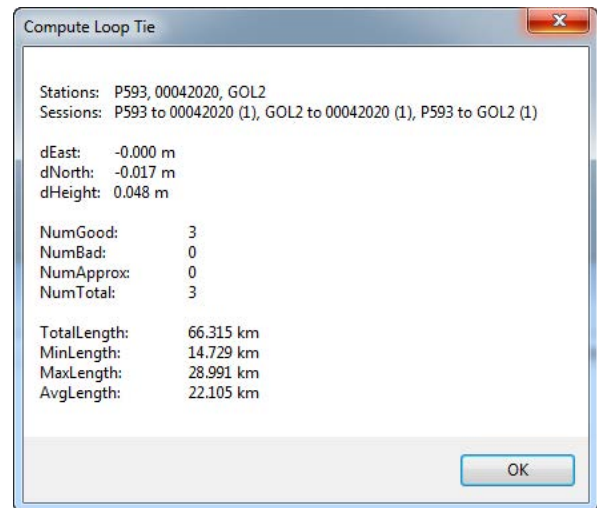 Compute Loop Tie
Stations: P593, 00042020, GOL2
Sessions: P593 to 00042020 (1), GOL2 to 00042020 (1), P593 to GOL2 (1)
dEast: -0.000 m
dNorth: -0.017 m
dHeight: 0.048 m
NumGood: 3
NumBad: 0
NumApprox: 0
NumTotal: 3
TotalLength: 66.315 km
MinLength: 14.729 km
MaxLength: 28.991 km
AvgLength: 22.105 km
OK